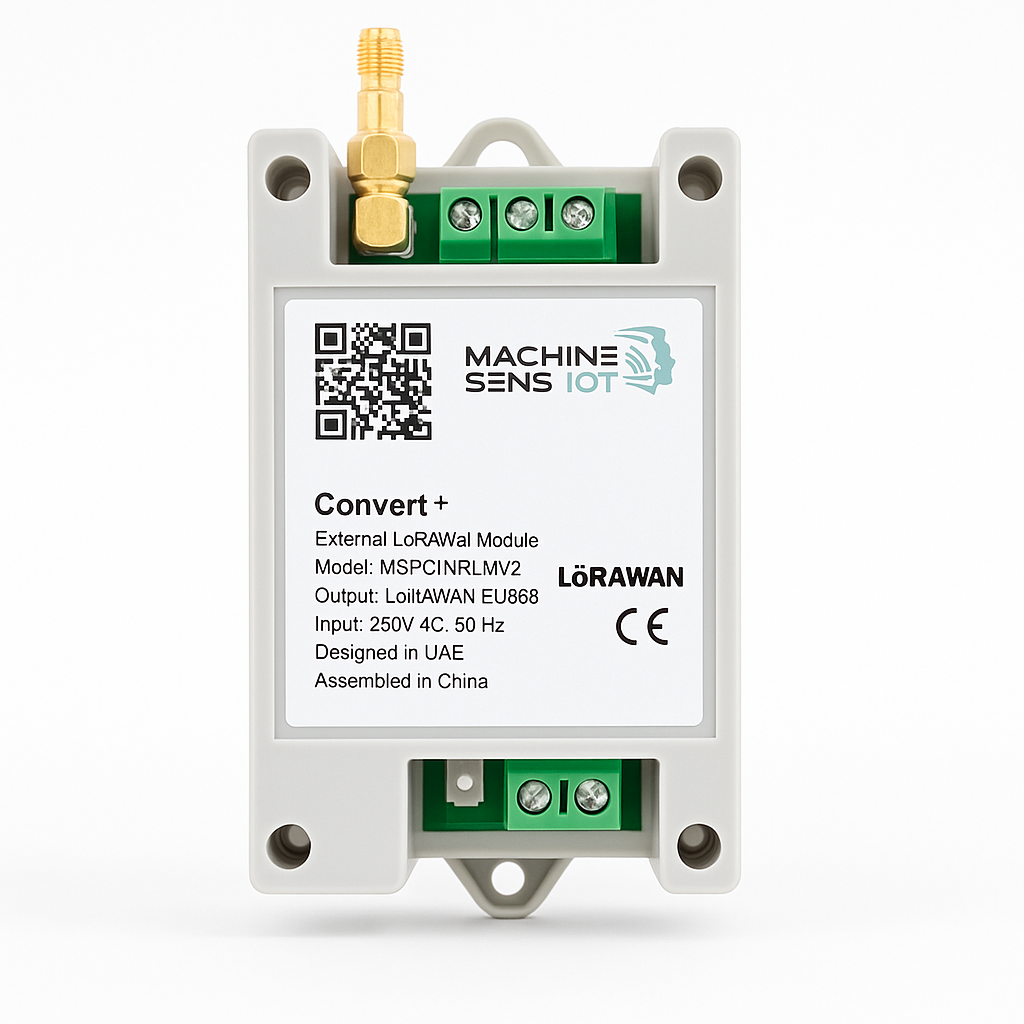 MACHINE
SENS IOT
Convert +
External LoRAWal Module
Model: MSPCINRLMV2
Output: LoiltAWAN EU868
Input: 250V 4C. 50 Hz
LöRAWAN
Designed in UAE
CE
Assembled in China